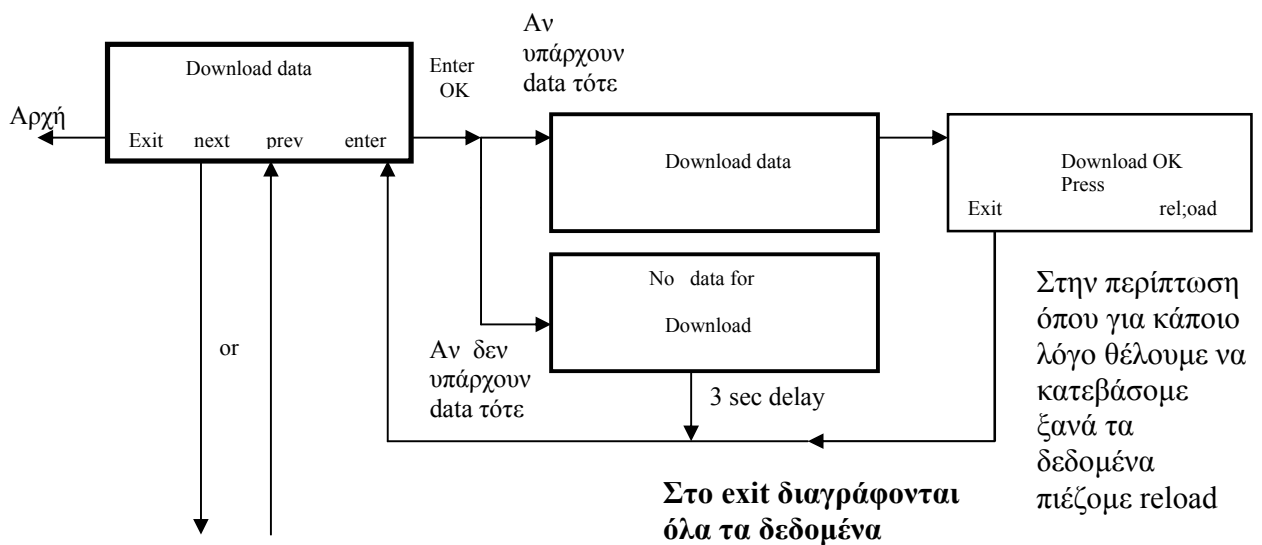 Αρχή
Download data
Exit next prev enter
Enter
OK
Αν
υπάρχουν
data τότε
Download data
Download OK
Press
Exit rel;oad
No data for
Download
or
Αν δεν
υπάρχουν
data τότε
3 sec delay
Στην περίπτωση
όπου για κάποιο
λόγο θέλουμε να
κατεβάσομε
ξανά τα
δεδομένα
πιέζομε reload
Στο exit διαγράφονται
όλα τα δεδομένα